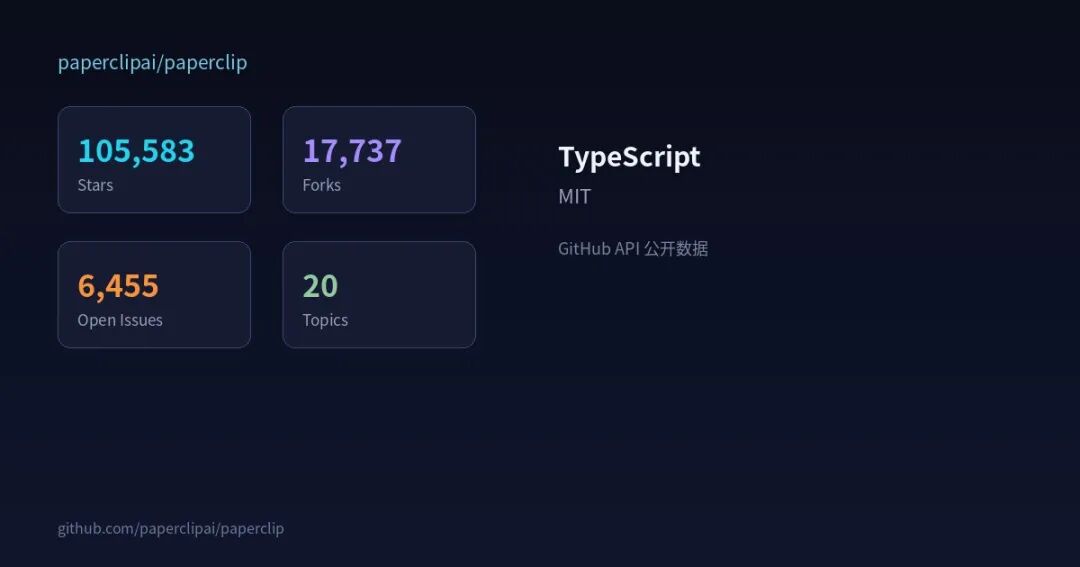 paperclipai/paperclip
105,583
Stars
17,737
Forks
TypeScript
MIT
GitHub API 公开数据
6,455
Open Issues
20
Topics
github.com/paperclipai/paperclip